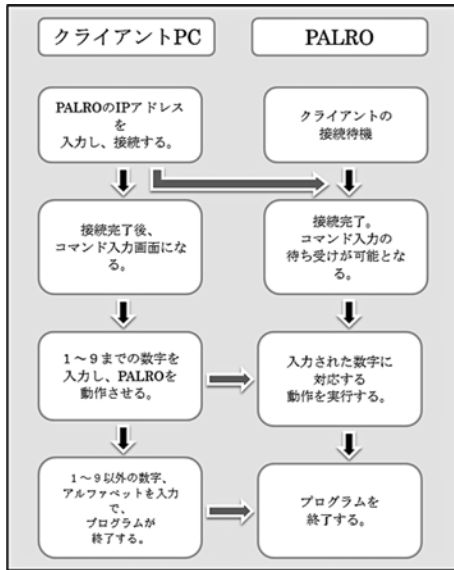 クライアントPC
PALRO
PALROのIPアドレス
を
入力し、接続する。
クライアントの
接続待機
接続完了後、
コマンド入力画面にな
る。
接続完了。
コマンド入力の
待ち受けが可能とな
る。
1～9までの数字を
入力し、PALROを
動作させる。
入力された数字に
対応する
動作を実行する。
1～9以外の数字、
アルファベットを入力
で、
プログラムが
終了する。
プログラムを
終了する。